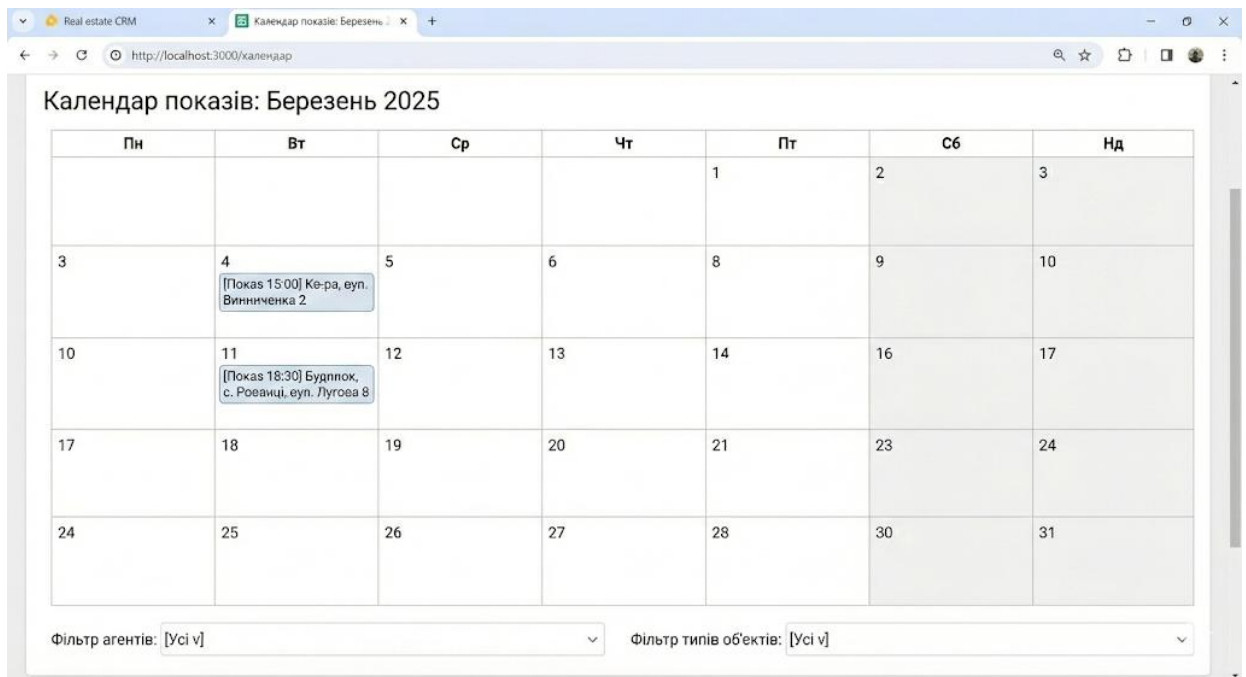 Real estate CRM
Календар показів: Березень 2
http://localhost:3000/календар
Календар показів: Березень 2025
Пн Вт Ср Чт Пт Сб Нд
1 2 3
3 4 5 6 8 9 10
[Показ 15:00] Ке-ра, вул.
Винниченка 2
10 11 12 13 14 16 17
[Показ 18:30] Будппок,
с. Рованці, вул. Лугова 8
17 18 19 20 21 23 24
24 25 26 27 28 30 31
Фільтр агентів: [Усі v] Фільтр типів об'єктів: [Усі v]